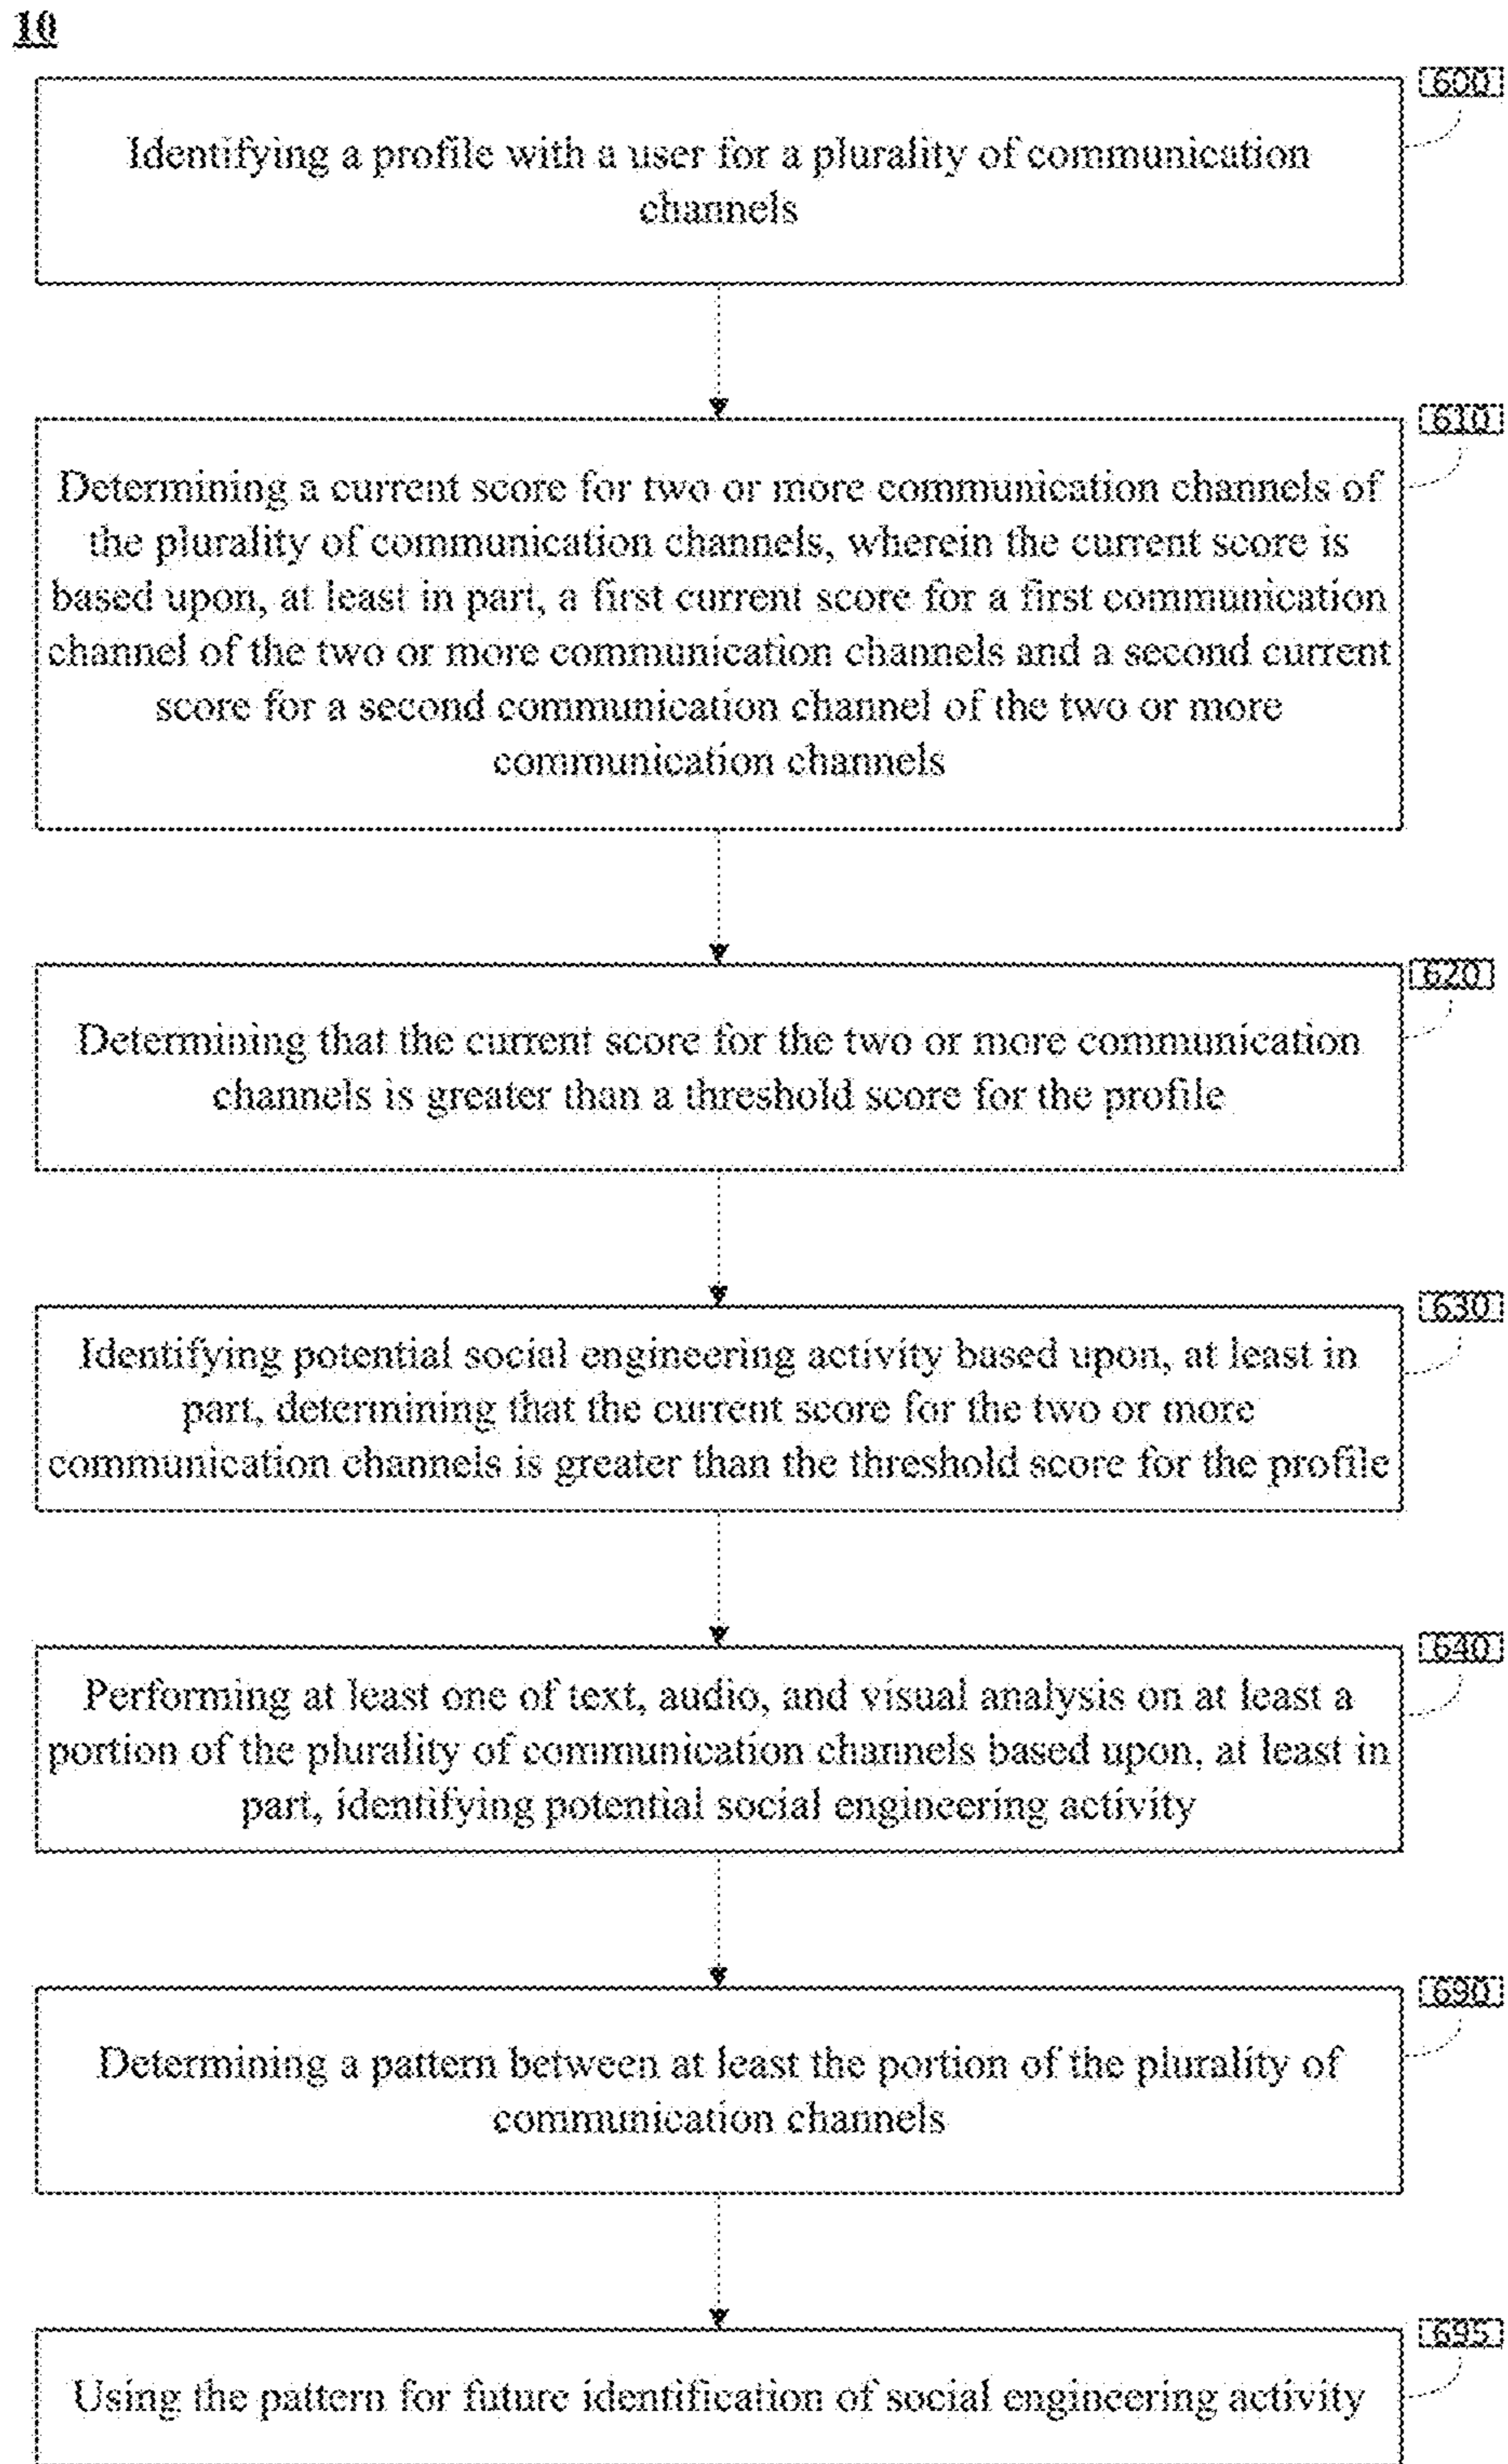 10
600
Identifying a profile with a user for a plurality of communication
channels
610
Determining a current score for two or more communication channels of
the plurality of communication channels, wherein the current score is
based upon, at least in part, a first current score for a first communication
channel of the two or more communication channels and a second current
score for a second communication channel of the two or more
communication channels
620
Determining that the current score for the two or more communication
channels is greater than a threshold score for the profile
630
Identifying potential social engineering activity based upon, at least in
part, determining that the current score for the two or more
communication channels is greater than the threshold score for the profile
640
Performing at least one of text, audio, and visual analysis on at least a
portion of the plurality of communication channels based upon, at least in
part, identifying potential social engineering activity
690
Determining a pattern between at least the portion of the plurality of
communication channels
695
Using the pattern for future identification of social engineering activity